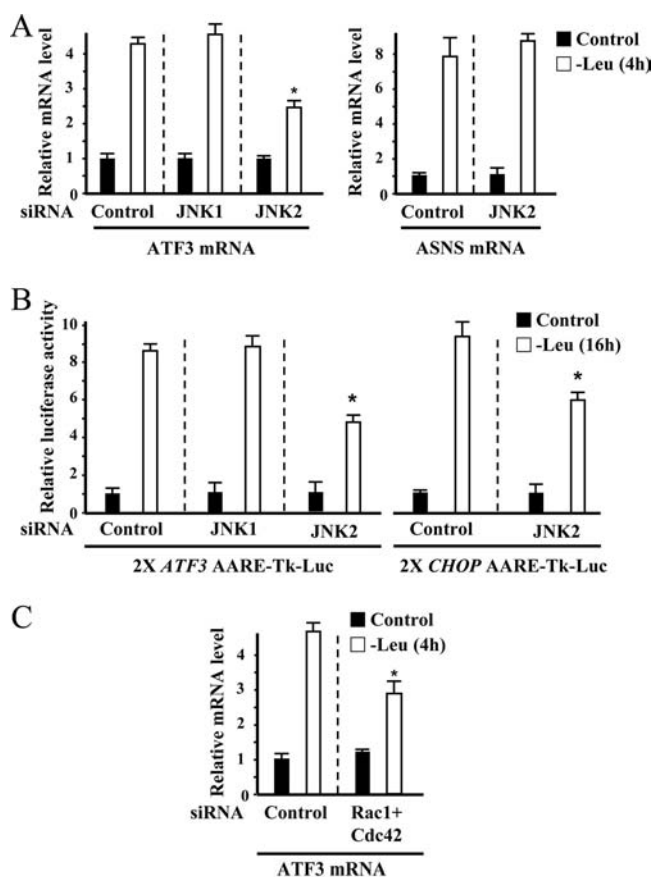 A
Relative mRNA level
4
3
2
1
0
*
siRNA
Control JNK1 JNK2
ATF3 mRNA
Relative mRNA level
8
6
4
2
0
Control
-Leu (4h)
Control JNK2
ASNS mRNA
B
Relative luciferase activity
10
8
6
4
2
0
*
*
Control
-Leu (16h)
siRNA
Control JNK1 JNK2
2X ATF3 AARE-Tk-Luc
Control JNK2
2X CHOP AARE-Tk-Luc
C
Relative mRNA level
4
3
2
1
0
Control
-Leu (4h)
*
siRNA
Control Rac1+
Cdc42
ATF3 mRNA